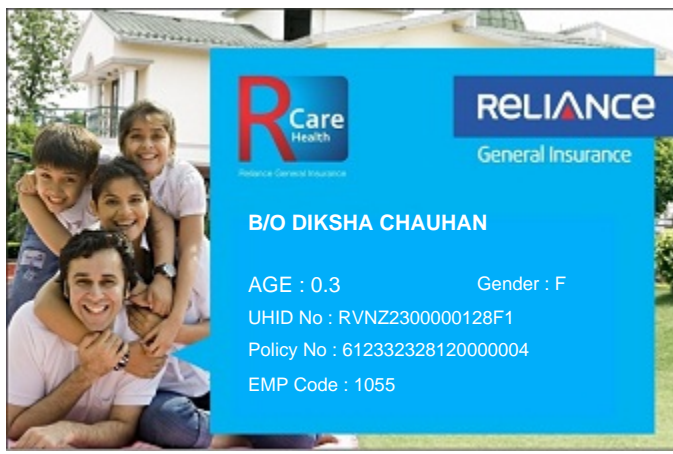 R Care
Health
Reliance General Insurance
RELIANCE
General Insurance
B/O DIKSHA CHAUHAN
AGE : 0.3
Gender : F
UHID No : RVNZ2300000128F1
Policy No : 612332328120000004
EMP Code : 1055